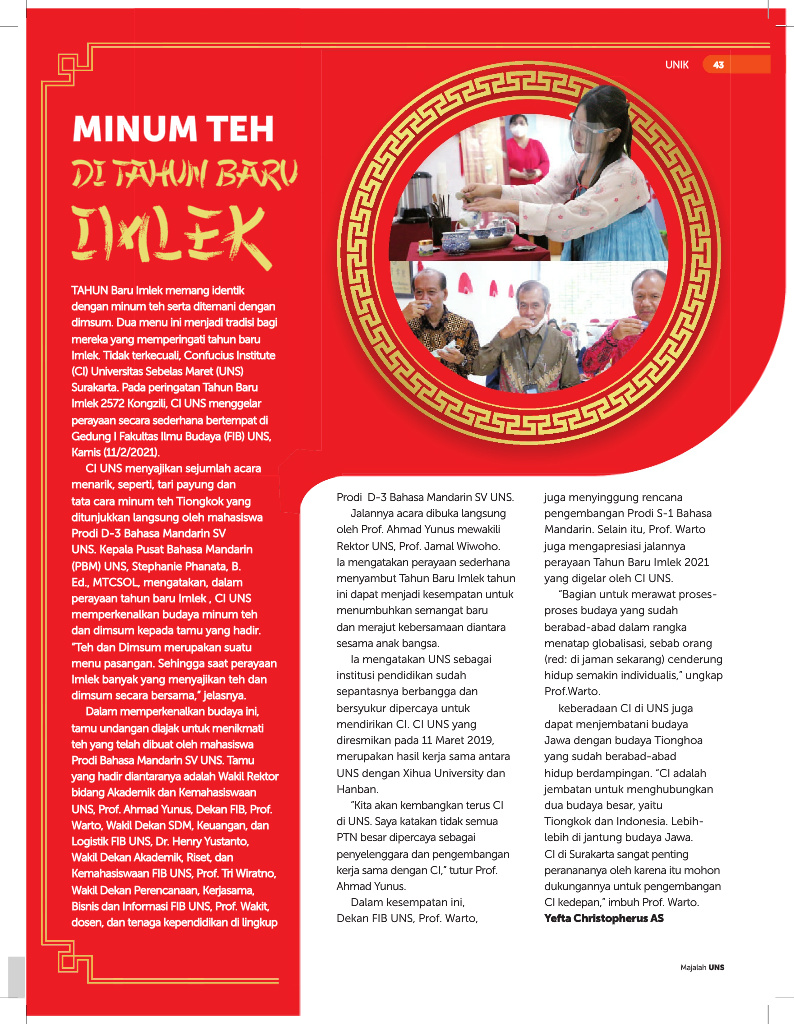 UNIK 43
MINUM TEH
DI TAHUN BARU
IMLEK
TAHUN Baru Imlek memang identik
dengan minum teh serta ditemani dengan
dimsum. Dua menu ini menjadi tradisi bagi
mereka yang memperingati tahun baru
Imlek. Tidak terkecuali, Confucius Institute
(CI) Universitas Sebelas Maret (UNS)
Surakarta. Pada peringatan Tahun Baru
Imlek 2572 Kongzili, CI UNS menggelar
perayaan secara sederhana bertempat di
Gedung I Fakultas Ilmu Budaya (FIB) UNS,
Kamis (11/2/2021).
CI UNS menyajikan sejumlah acara
menarik, seperti, tari payung dan
tata cara minum teh Tiongkok yang
ditunjukkan langsung oleh mahasiswa
Prodi D-3 Bahasa Mandarin SV
UNS. Kepala Pusat Bahasa Mandarin
(PBM) UNS, Stephanie Phanata, B.
Ed., MTCSOL, mengatakan, dalam
perayaan tahun baru Imlek , CI UNS
memperkenalkan budaya minum teh
dan dimsum kepada tamu yang hadir.
"Teh dan Dimsum merupakan suatu
menu pasangan. Sehingga saat perayaan
Imlek banyak yang menyajikan teh dan
dimsum secara bersama," jelasnya.
Dalam memperkenalkan budaya ini,
tamu undangan diajak untuk menikmati
teh yang telah dibuat oleh mahasiswa
Prodi Bahasa Mandarin SV UNS. Tamu
yang hadir diantaranya adalah Wakil Rektor
bidang Akademik dan Kemahasiswaan
UNS, Prof. Ahmad Yunus, Dekan FIB, Prof.
Warto, Wakil Dekan SDM, Keuangan, dan
Logistik FIB UNS, Dr. Henry Yustanto,
Wakil Dekan Akademik, Riset, dan
Kemahasiswaan FIB UNS, Prof. Tri Wiratno,
Wakil Dekan Perencanaan, Kerjasama,
Bisnis dan Informasi FIB UNS, Prof. Wakit,
dosen, dan tenaga kependidikan di lingkup
Prodi D-3 Bahasa Mandarin SV UNS.
Jalannya acara dibuka langsung
oleh Prof. Ahmad Yunus mewakili
Rektor UNS, Prof. Jamal Wiwoho.
Ia mengatakan perayaan sederhana
menyambut Tahun Baru Imlek tahun
ini dapat menjadi kesempatan untuk
menumbuhkan semangat baru
dan merajut kebersamaan diantara
sesama anak bangsa.
Ia mengatakan UNS sebagai
institusi pendidikan sudah
sepantasnya berbangga dan
bersyukur dipercaya untuk
mendirikan CI. CI UNS yang
diresmikan pada 11 Maret 2019,
merupakan hasil kerja sama antara
UNS dengan Xihua University dan
Hanban.
"Kita akan kembangkan terus CI
di UNS. Saya katakan tidak semua
PTN besar dipercaya sebagai
penyelenggara dan pengembangan
kerja sama dengan CI," tutur Prof.
Ahmad Yunus.
Dalam kesempatan ini,
Dekan FIB UNS, Prof. Warto,
juga menyinggung rencana
pengembangan Prodi S-1 Bahasa
Mandarin. Selain itu, Prof. Warto
juga mengapresiasi jalannya
perayaan Tahun Baru Imlek 2021
yang digelar oleh CI UNS.
"Bagian untuk merawat proses-
proses budaya yang sudah
berabad-abad dalam rangka
menatap globalisasi, sebab orang
(red: di jaman sekarang) cenderung
hidup semakin individualis," ungkap
Prof.Warto.
keberadaan CI di UNS juga
dapat menjembatani budaya
Jawa dengan budaya Tionghoa
yang sudah berabad-abad
hidup berdampingan. "CI adalah
jembatan untuk menghubungkan
dua budaya besar, yaitu
Tiongkok dan Indonesia. Lebih-
lebih di jantung budaya Jawa.
CI di Surakarta sangat penting
peranananya oleh karena itu mohon
dukungannya untuk pengembangan
CI kedepan," imbuh Prof. Warto.
Yefta Christopherus AS
Majalah UNS